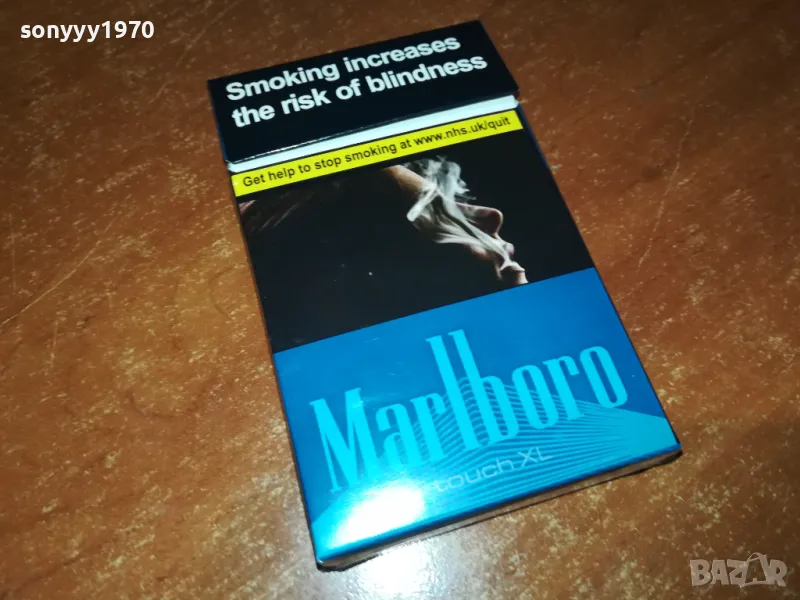 sonyyy1970
Smoking increases
the risk of blindness
Get help to stop smoking at www.nhs.uk/quit
Marlboro
touch XL
BAZAR